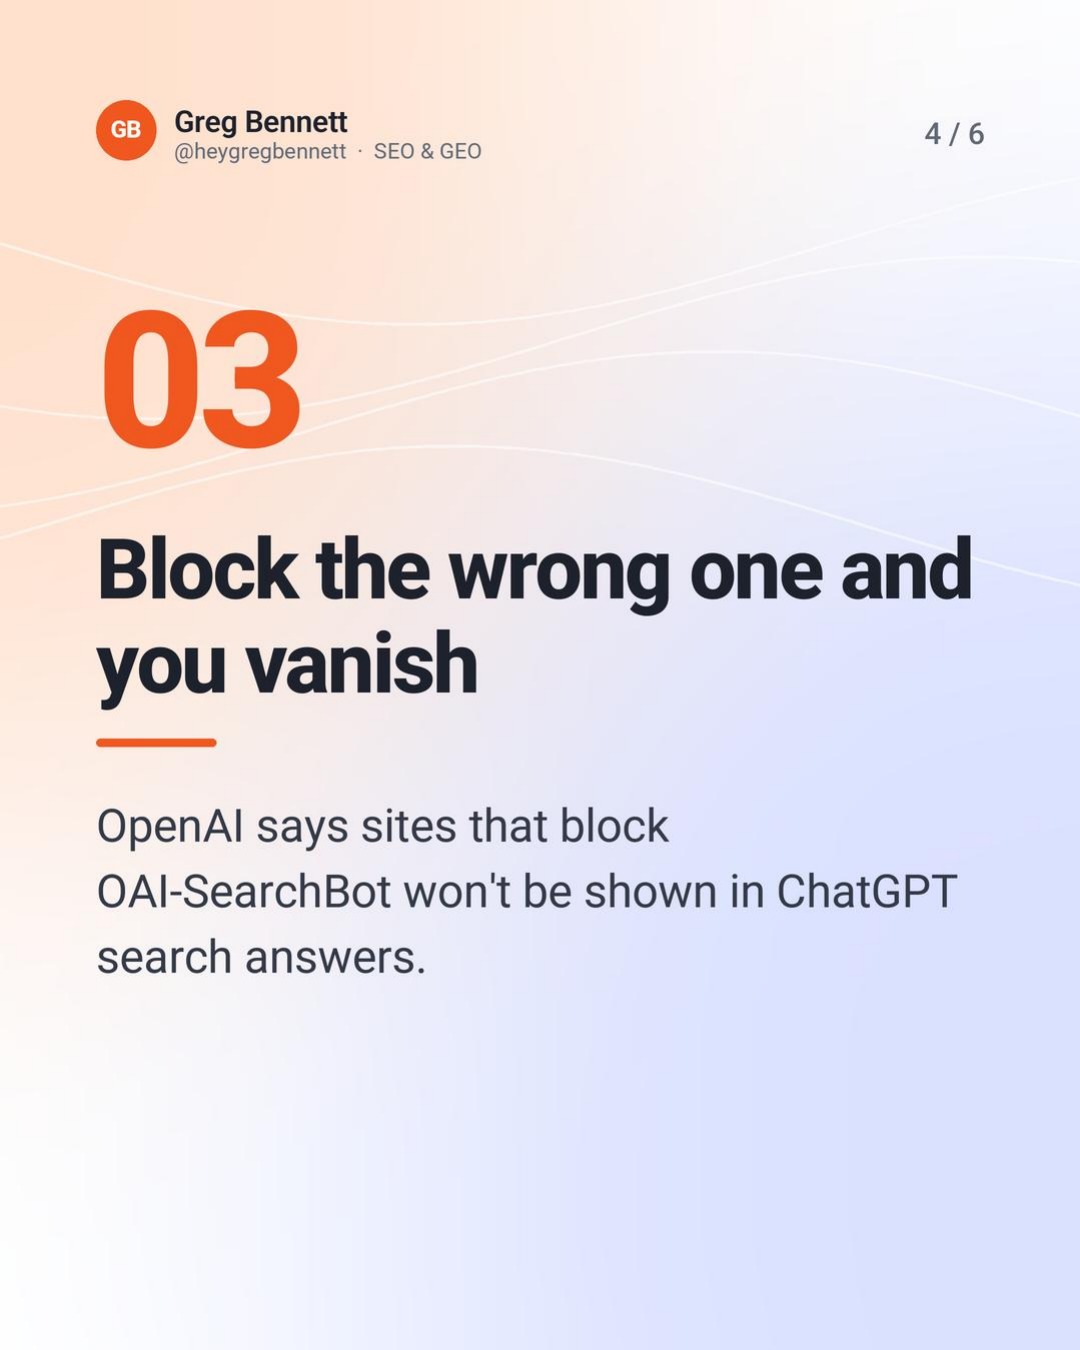 GB
Greg Bennett
@heygregbennett · SEO & GEO
4 / 6
03
Block the wrong one and
you vanish
OpenAI says sites that block
OAI-SearchBot won't be shown in ChatGPT
search answers.